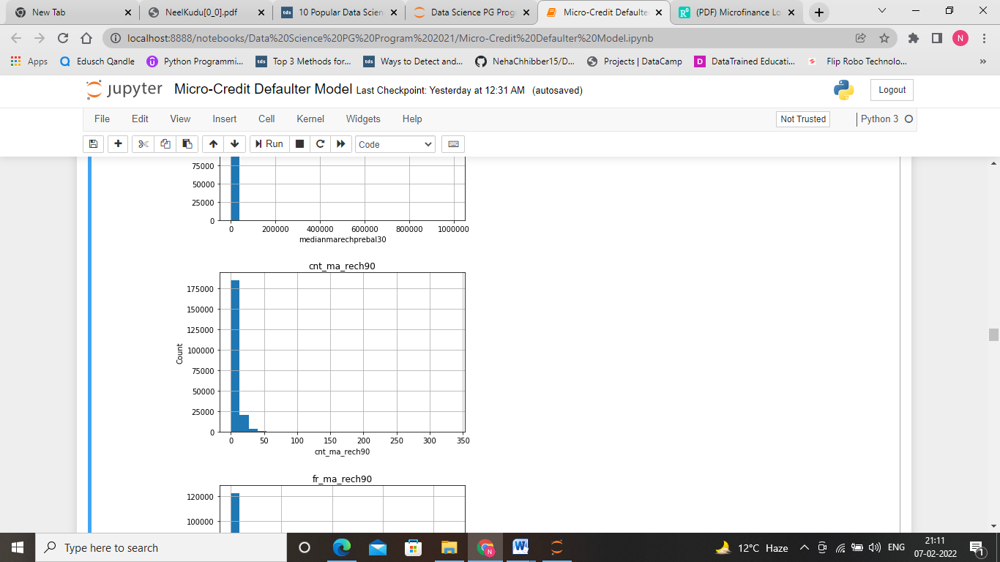 New Tab
NeelKudu[0_0].pdf
tds 10 Popular Data Scien
Data Science PG Prog
Micro-Credit Defaulte
R⁶ (PDF) Microfinance Lo
localhost:8888/notebooks/Data%20Science%20PG%20Program%202021/Micro-Credit%20Defaulter%20Model.ipynb
N
Apps
Edusch Qandle
Python Programmi...
tds Top 3 Methods for...
tds Ways to Detect and...
NehaChhibber15/D...
Projects | DataCamp
D DataTrained Educati...
Flip Robo Technolo...
»
jupyter Micro-Credit Defaulter Model Last Checkpoint: Yesterday at 12:31 AM (autosaved)
Logout
File Edit View Insert Cell Kernel Widgets Help
Not Trusted
Python 3
Run
Code
75000
50000
25000
0
0 200000 400000 600000 800000 1000000
medianmarechprebal30
cnt_ma_rech90
175000
150000
125000
100000
75000
50000
25000
0
Count
0 50 100 150 200 250 300 350
cnt_ma_rech90
fr_ma_rech90
120000
100000
Type here to search
N
W
12°C Haze
ENG
21:11
07-02-2022
1